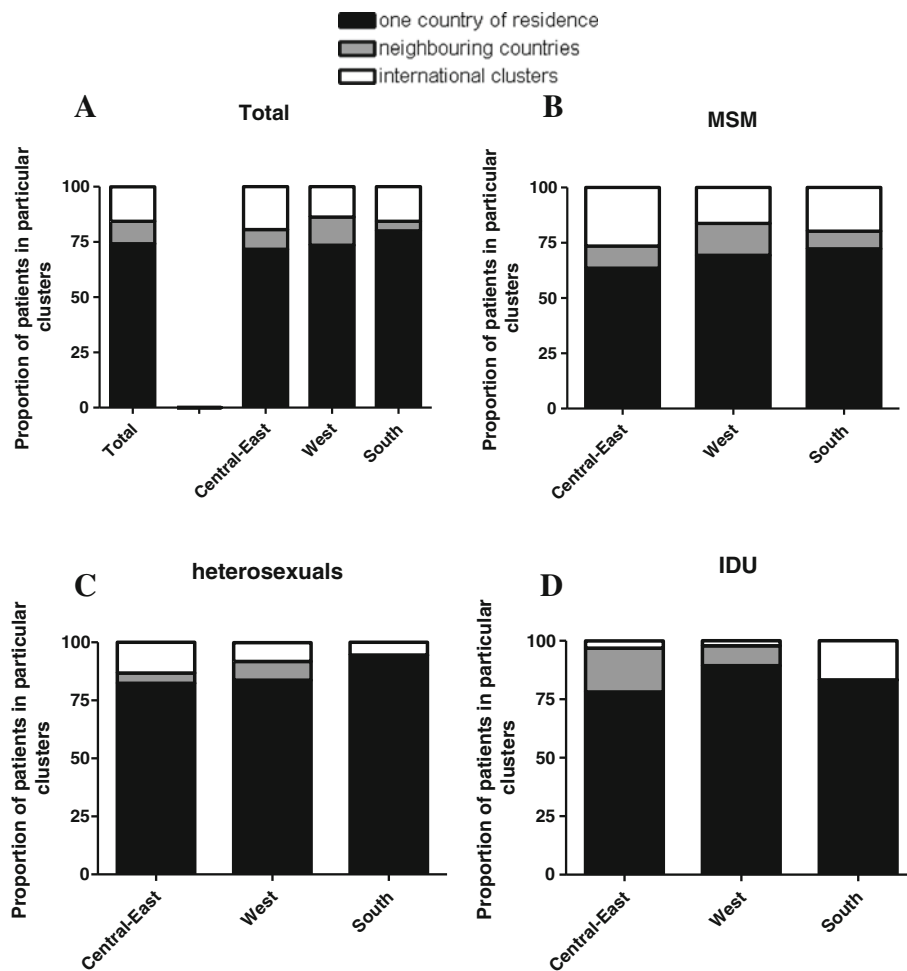 one country of residence
neighbouring countries
international clusters
A
Total
Proportion of patients in particular
clusters
100
75
50
25
0
Total
Central-East
West
South
B
MSM
Proportion of patients in particular
clusters
100
75
50
25
0
Central-East
West
South
C
heterosexuals
Proportion of patients in particular
clusters
100
75
50
25
0
Central-East
West
South
D
IDU
Proportion of patients in particular
clusters
100
75
50
25
0
Central-East
West
South